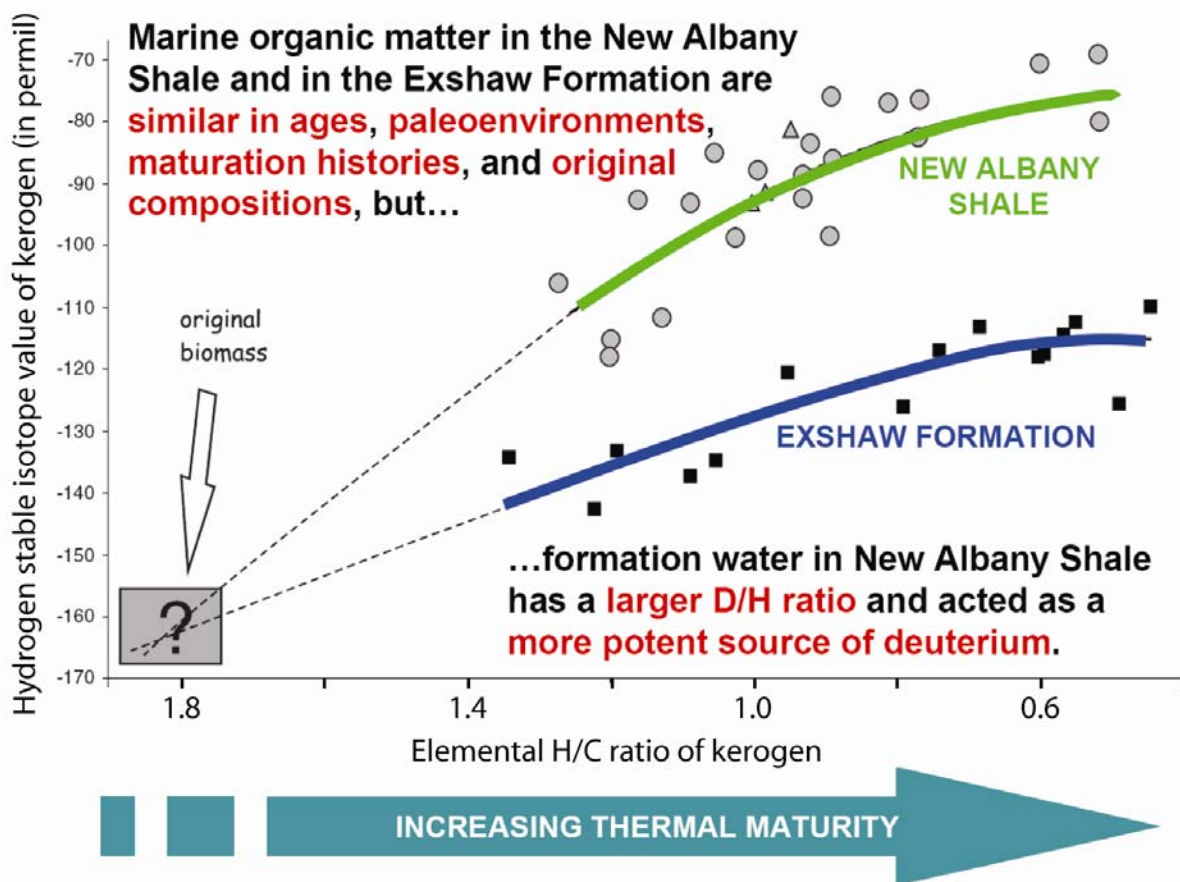 Hydrogen stable isotope value of kerogen (in permil)
-70
-80
-90
-100
-110
-120
-130
-140
-150
-160
-170
Marine organic matter in the New Albany
Shale and in the Exshaw Formation are
similar in ages, paleoenvironments,
maturation histories, and original
compositions, but...
NEW ALBANY
SHALE
original
biomass
EXSHAW FORMATION
...formation water in New Albany Shale
has a larger D/H ratio and acted as a
more potent source of deuterium.
?
1.8
1.4
1.0
0.6
Elemental H/C ratio of kerogen
INCREASING THERMAL MATURITY